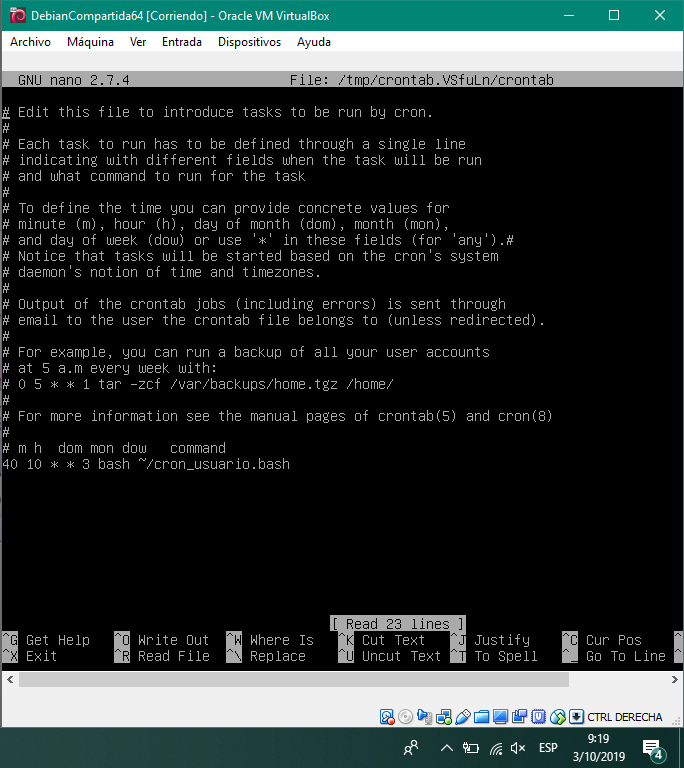 DebianCompartida64 [Corriendo] - Oracle VM VirtualBox
Archivo Máquina Ver Entrada Dispositivos Ayuda
GNU nano 2.7.4 File: /tmp/crontab.VSfuLn/crontab
# Edit this file to introduce tasks to be run by cron.
#
# Each task to run has to be defined through a single line
# indicating with different fields when the task will be run
# and what command to run for the task
#
# To define the time you can provide concrete values for
# minute (m), hour (h), day of month (dom), month (mon),
# and day of week (dow) or use '*' in these fields (for 'any').#
# Notice that tasks will be started based on the cron's system
# daemon's notion of time and timezones.
#
# Output of the crontab jobs (including errors) is sent through
# email to the user the crontab file belongs to (unless redirected).
#
# For example, you can run a backup of all your user accounts
# at 5 a.m every week with:
# 0 5 * * 1 tar -zcf /var/backups/home.tgz /home/
#
# For more information see the manual pages of crontab(5) and cron(8)
#
# m h  dom mon dow   command
40 10 * * 3 bash ~/cron_usuario.bash
[ Read 23 lines ]
^G Get Help ^O Write Out ^W Where Is ^K Cut Text ^J Justify ^C Cur Pos ^
^X Exit ^R Read File ^\ Replace ^U Uncut Text ^T To Spell ^_ Go To Line ^
CTRL DERECHA
ESP
9:19
3/10/2019
4